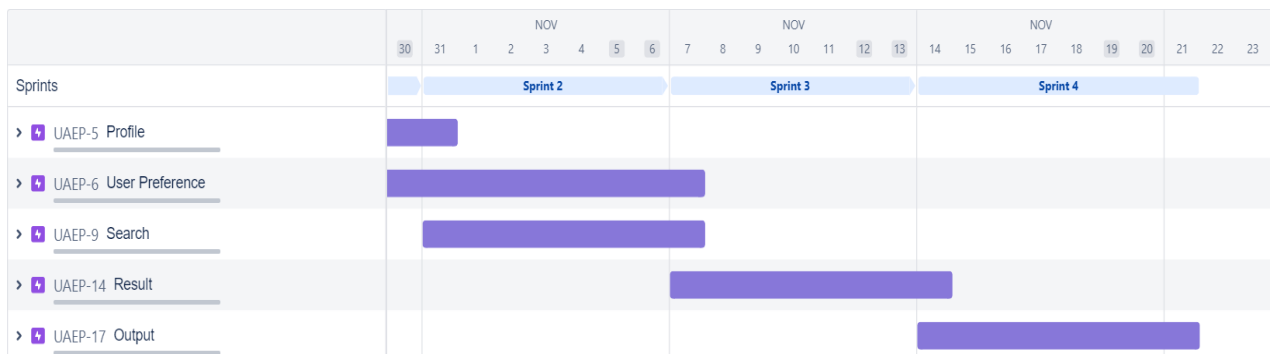 NOV NOV NOV
30 31 1 2 3 4 5 6 7 8 9 10 11 12 13 14 15 16 17 18 19 20 21 22 23
Sprints Sprint 2 Sprint 3 Sprint 4
UAEP-5 Profile
UAEP-6 User Preference
UAEP-9 Search
UAEP-14 Result
UAEP-17 Output